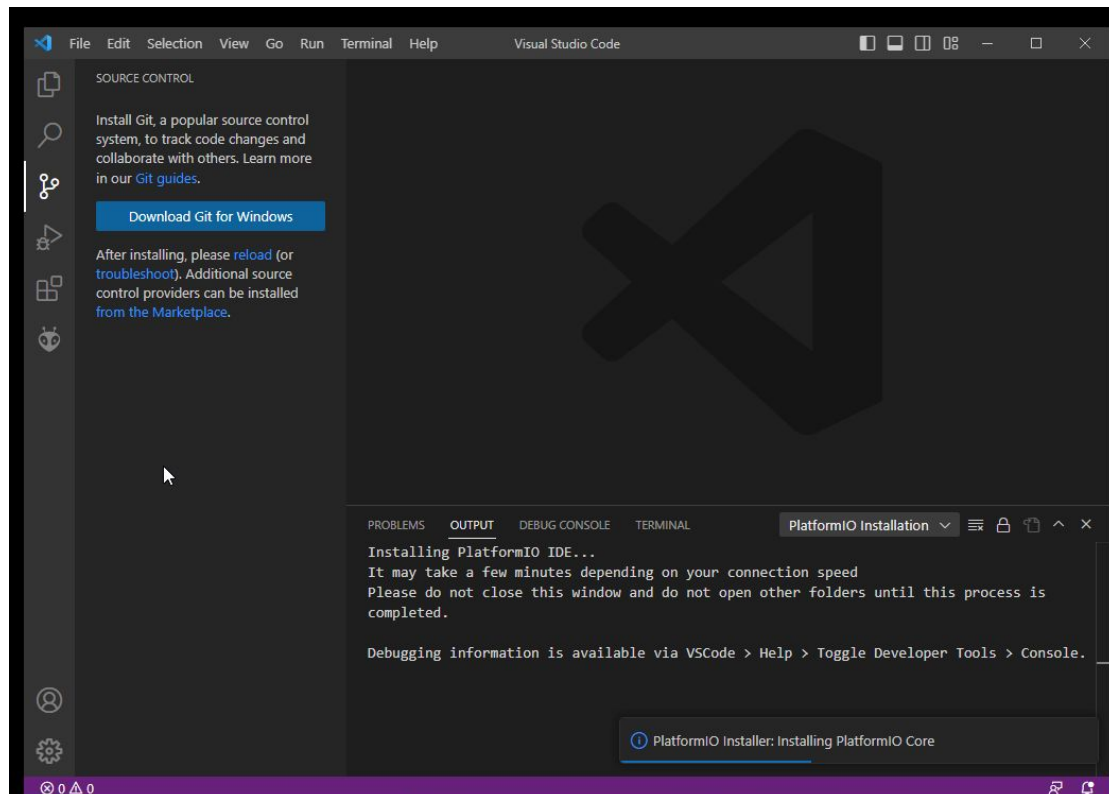 File Edit Selection View Go Run Terminal Help Visual Studio Code
SOURCE CONTROL
Install Git, a popular source control
system, to track code changes and
collaborate with others. Learn more
in our Git guides.
Download Git for Windows
After installing, please reload (or
troubleshoot). Additional source
control providers can be installed
from the Marketplace.
PROBLEMS OUTPUT DEBUG CONSOLE TERMINAL PlatformIO Installation
Installing PlatformIO IDE...
It may take a few minutes depending on your connection speed
Please do not close this window and do not open other folders until this process is
completed.
Debugging information is available via VSCode > Help > Toggle Developer Tools > Console.
PlatformIO Installer: Installing PlatformIO Core
0 0